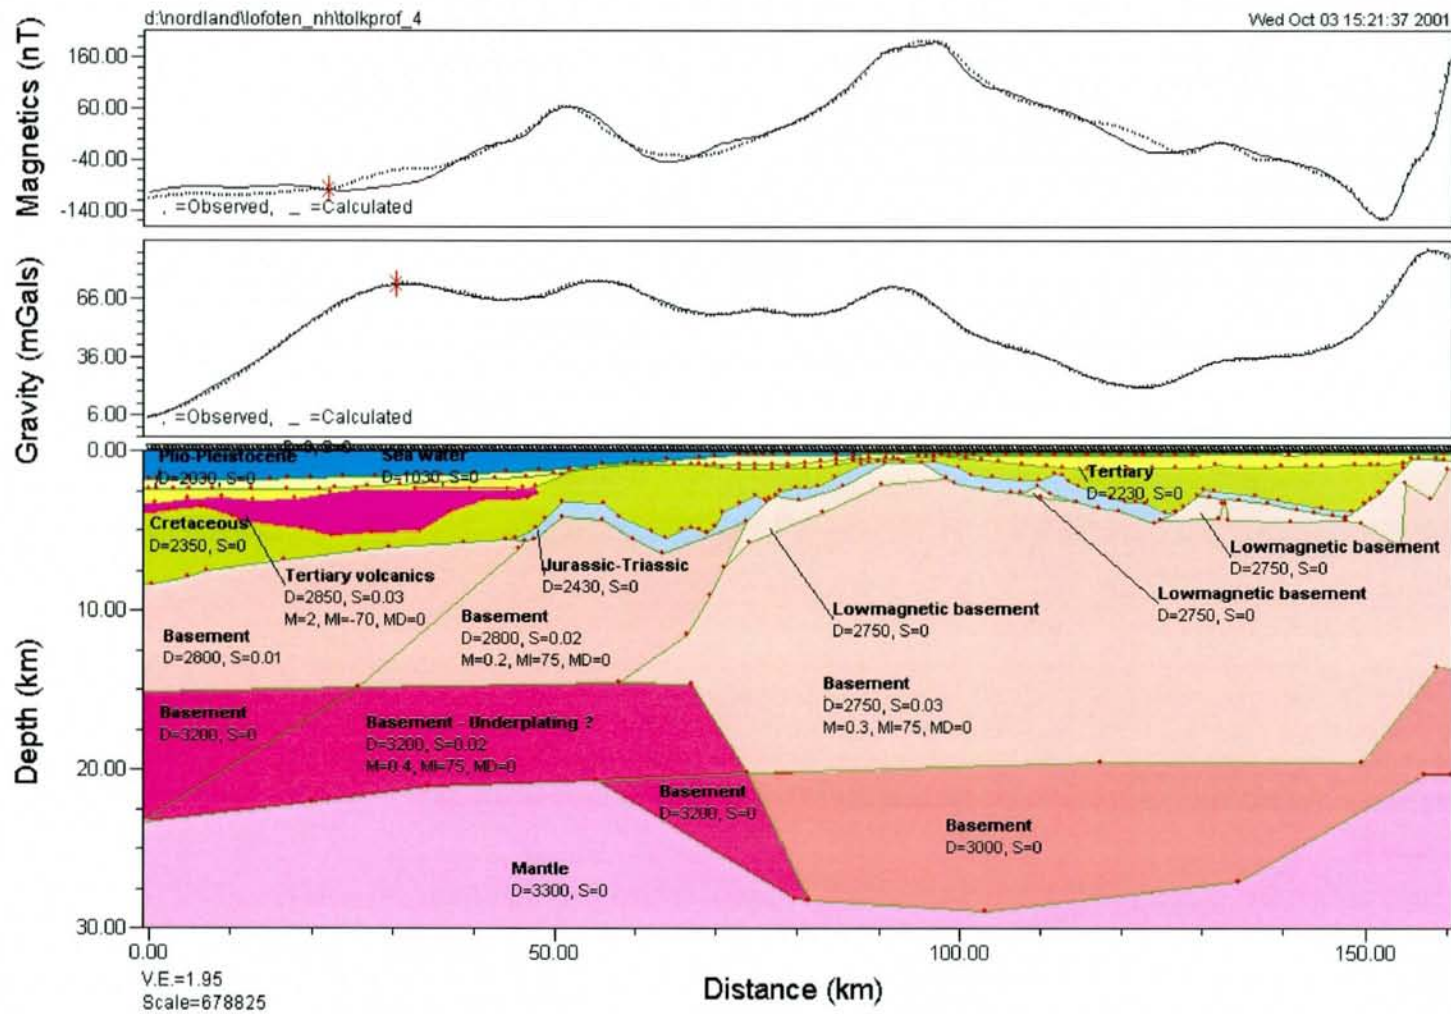 d:\nordland\lofoten_nh\tolkprof_4
Wed Oct 03 15:21:37 2001
Magnetics (nT)
160.00
60.00
-40.00
-140.00
. =Observed, _ =Calculated
Gravity (mGals)
66.00
36.00
6.00
. =Observed, _ =Calculated
Depth (km)
0.00
10.00
20.00
30.00
Plio-Pleistocene
D=2030, S=0
Sea water
D=1030, S=0
Tertiary
D=2230, S=0
Cretaceous
D=2350, S=0
Tertiary volcanics
D=2850, S=0.03
M=2, MI=-70, MD=0
Jurassic-Triassic
D=2430, S=0
Lowmagnetic basement
D=2750, S=0
Lowmagnetic basement
D=2750, S=0
Lowmagnetic basement
D=2750, S=0
Basement
D=2800, S=0.01
Basement
D=2800, S=0.02
M=0.2, MI=75, MD=0
Basement
D=2750, S=0.03
M=0.3, MI=75, MD=0
Basement
D=3200, S=0
Basement - Underplating ?
D=3200, S=0.02
M=0.4, MI=75, MD=0
Basement
D=3200, S=0
Basement
D=3000, S=0
Mantle
D=3300, S=0
0.00
50.00
100.00
150.00
V.E.=1.95
Scale=678825
Distance (km)